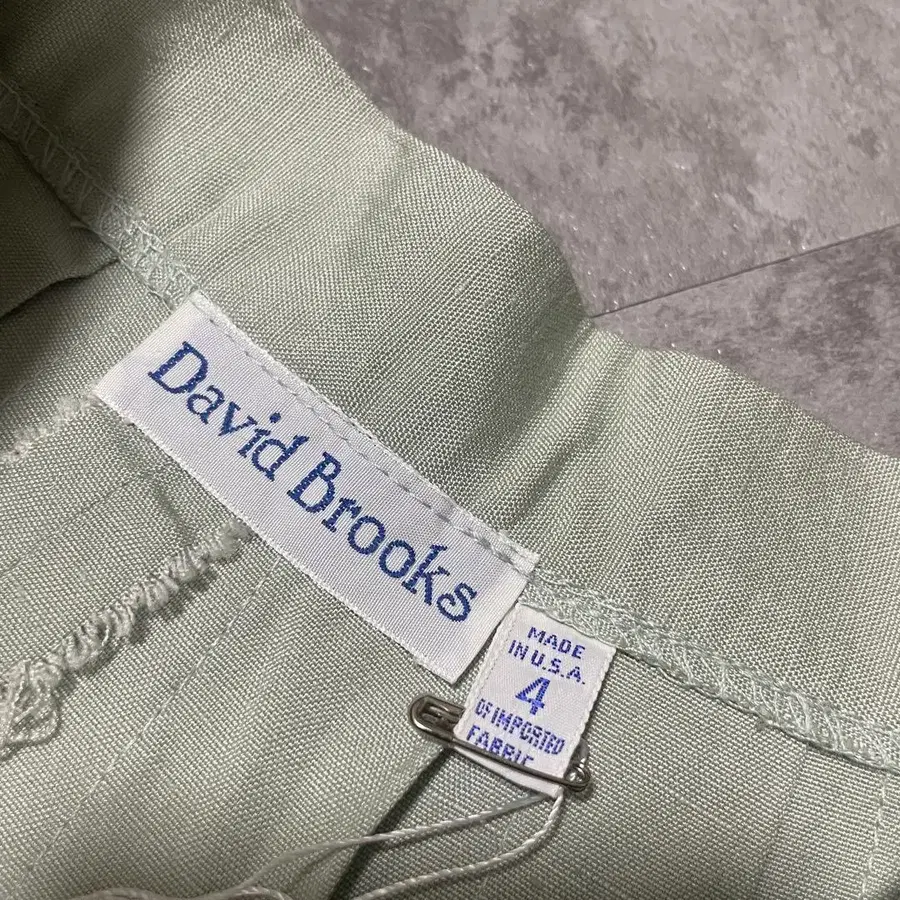 David Brooks
MADE
IN U.S.A.
4
OF IMPORTED
FABRIC